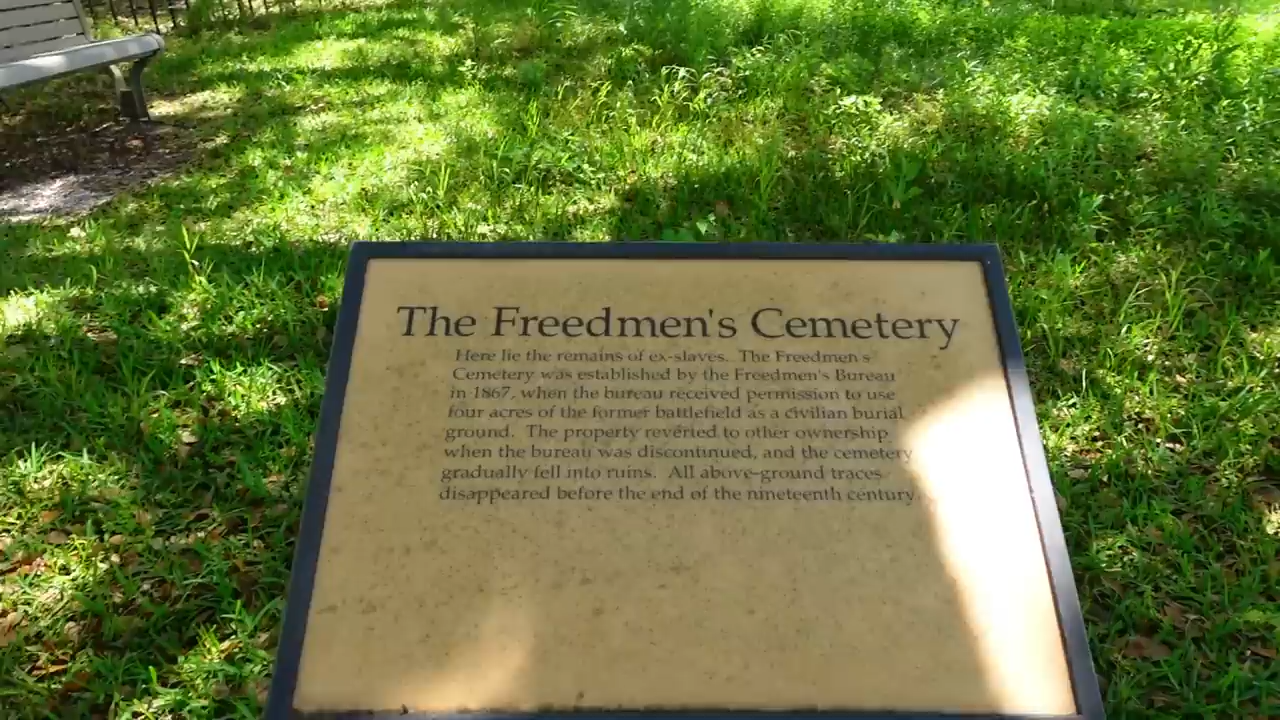 The Freedmen's Cemetery
Here lie the remains of ex-slaves. The Freedmen's
Cemetery was established by the Freedmen's Bureau
in 1867, when the bureau received permission to use
four acres of the former battlefield as a civilian burial
ground. The property reverted to other ownership
when the bureau was discontinued, and the cemetery
gradually fell into ruins. All above-ground traces
disappeared before the end of the nineteenth century.